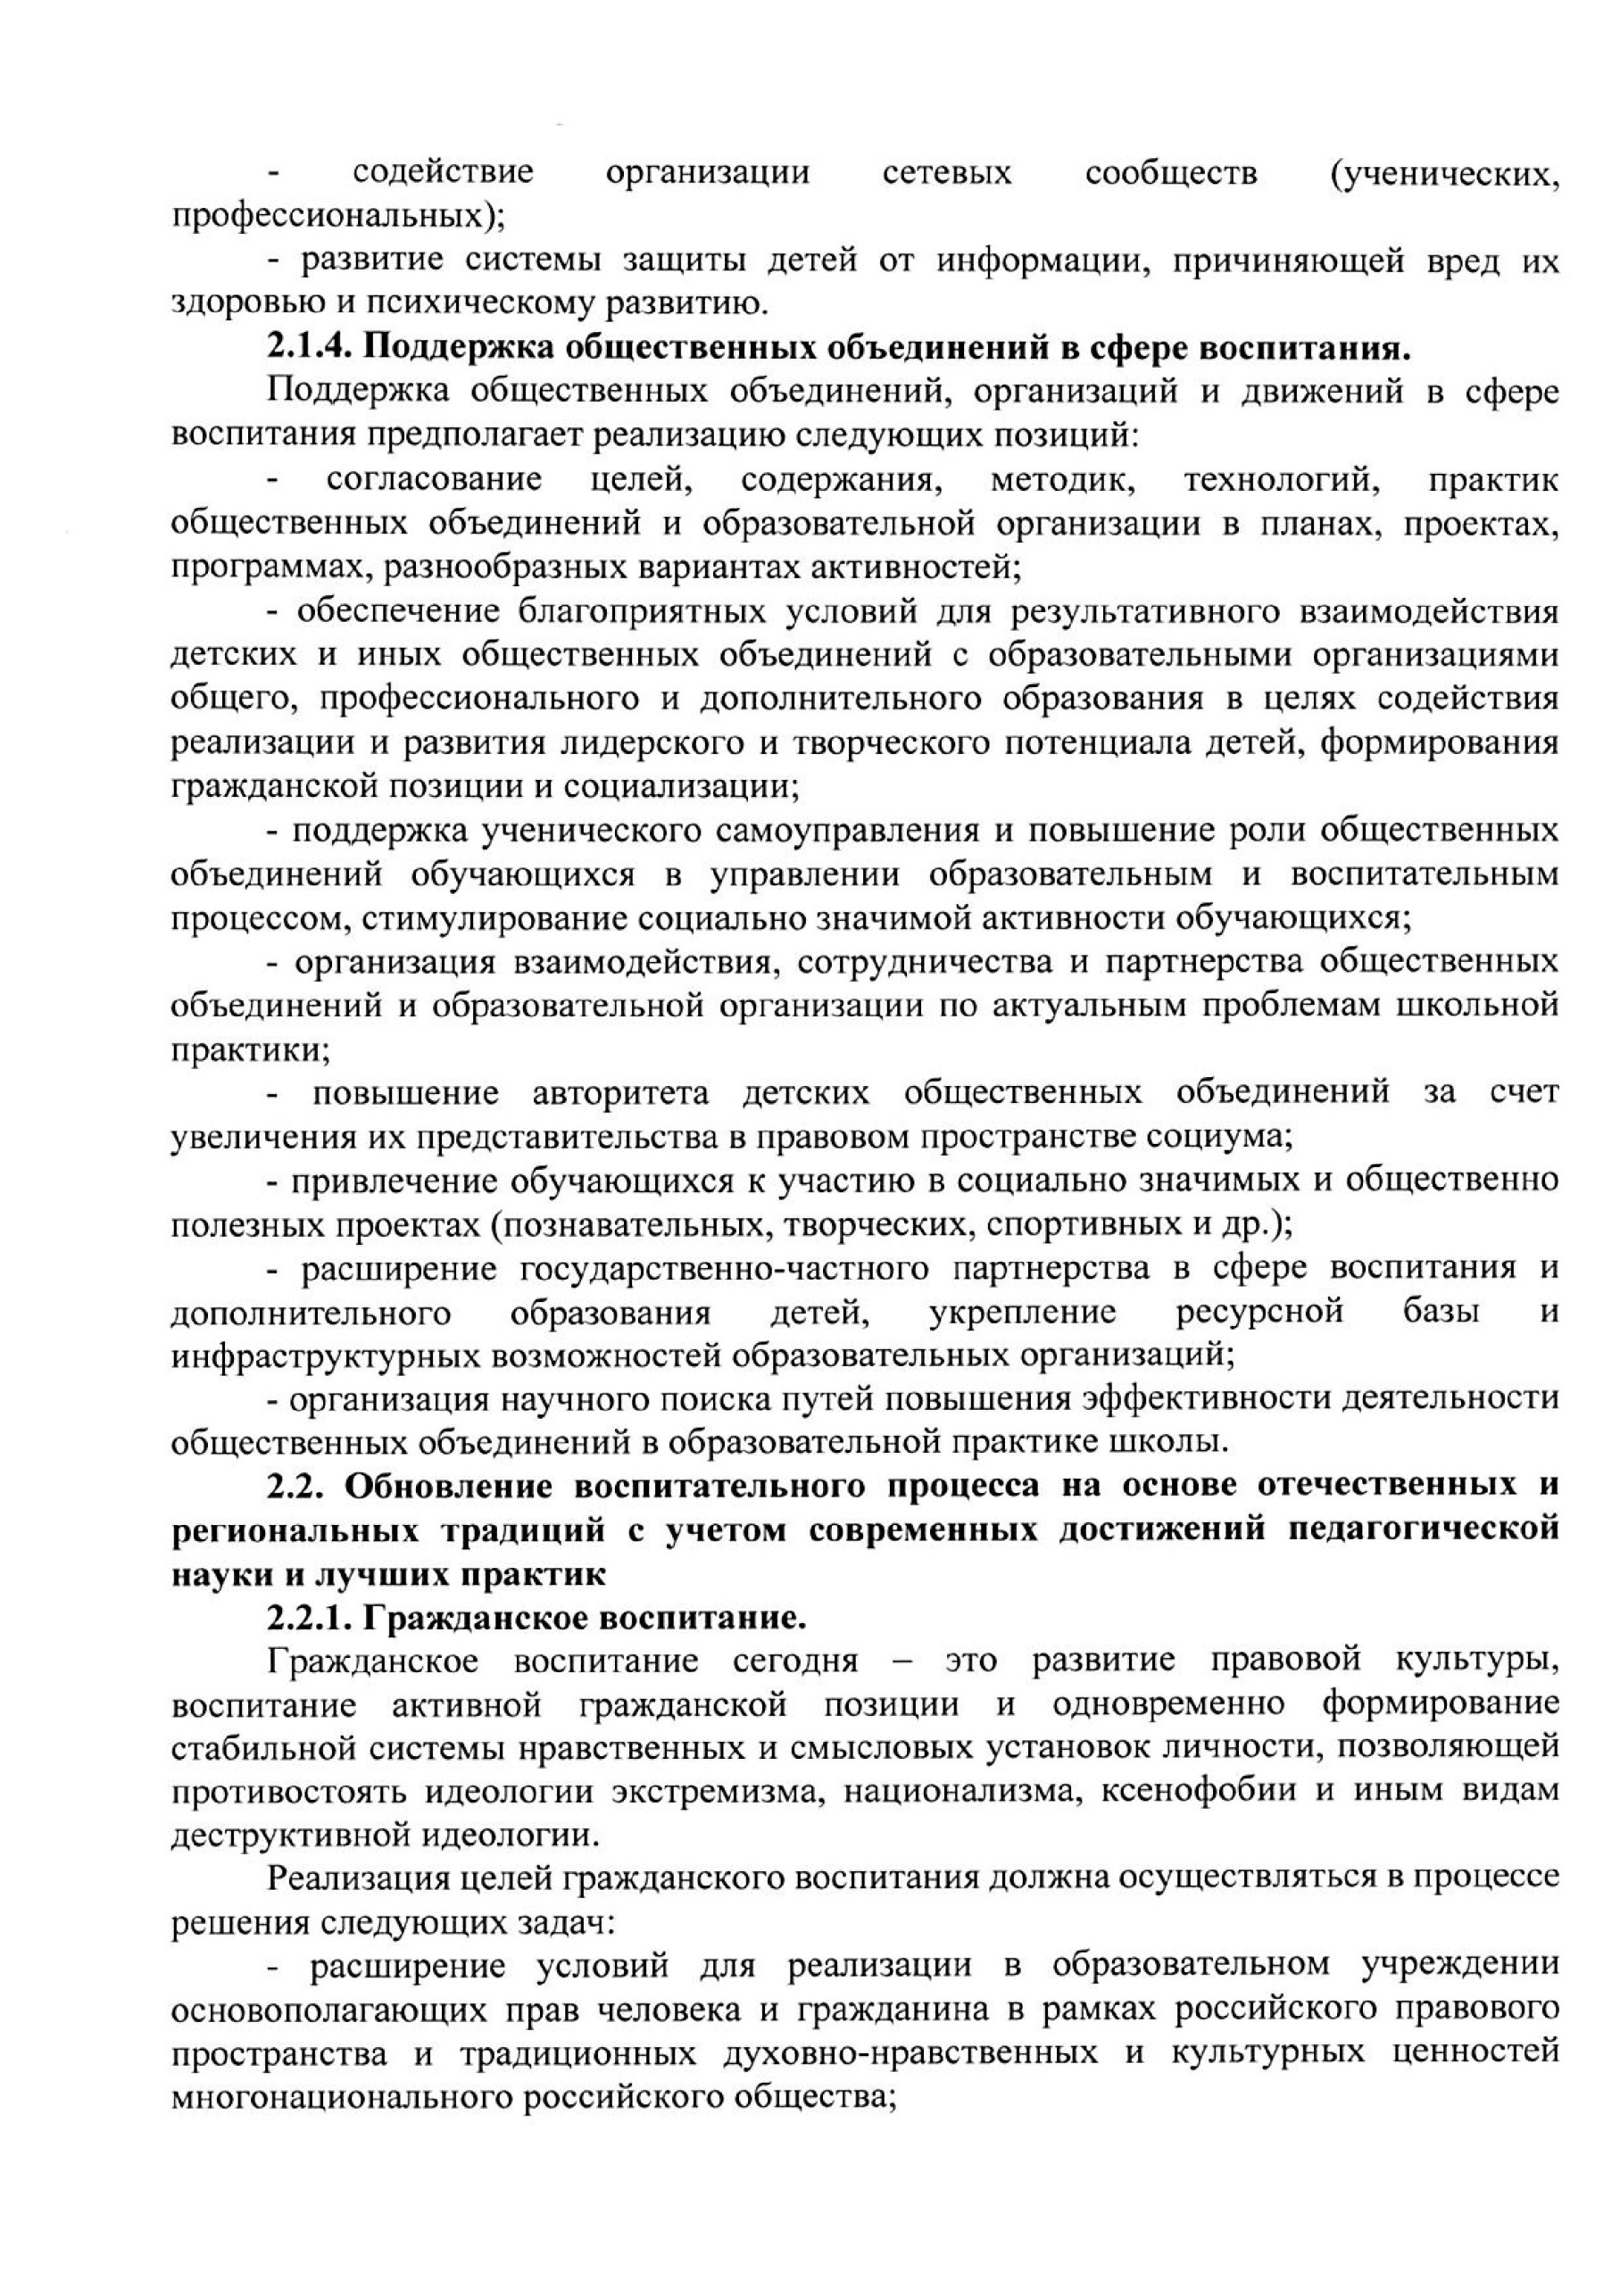 - содействие организации сетевых сообществ (ученических,
профессиональных);
- развитие системы защиты детей от информации, причиняющей вред их
здоровью и психическому развитию.
2.1.4. Поддержка общественных объединений в сфере воспитания.
Поддержка общественных объединений, организаций и движений в сфере
воспитания предполагает реализацию следующих позиций:
- согласование целей, содержания, методик, технологий, практик
общественных объединений и образовательной организации в планах, проектах,
программах, разнообразных вариантах активностей;
- обеспечение благоприятных условий для результативного взаимодействия
детских и иных общественных объединений с образовательными организациями
общего, профессионального и дополнительного образования в целях содействия
реализации и развития лидерского и творческого потенциала детей, формирования
гражданской позиции и социализации;
- поддержка ученического самоуправления и повышение роли общественных
объединений обучающихся в управлении образовательным и воспитательным
процессом, стимулирование социально значимой активности обучающихся;
- организация взаимодействия, сотрудничества и партнерства общественных
объединений и образовательной организации по актуальным проблемам школьной
практики;
- повышение авторитета детских общественных объединений за счет
увеличения их представительства в правовом пространстве социума;
- привлечение обучающихся к участию в социально значимых и общественно
полезных проектах (познавательных, творческих, спортивных и др.);
- расширение государственно-частного партнерства в сфере воспитания и
дополнительного образования детей, укрепление ресурсной базы и
инфраструктурных возможностей образовательных организаций;
- организация научного поиска путей повышения эффективности деятельности
общественных объединений в образовательной практике школы.
2.2. Обновление воспитательного процесса на основе отечественных и
региональных традиций с учетом современных достижений педагогической
науки и лучших практик
2.2.1. Гражданское воспитание.
Гражданское воспитание сегодня – это развитие правовой культуры,
воспитание активной гражданской позиции и одновременно формирование
стабильной системы нравственных и смысловых установок личности, позволяющей
противостоять идеологии экстремизма, национализма, ксенофобии и иным видам
деструктивной идеологии.
Реализация целей гражданского воспитания должна осуществляться в процессе
решения следующих задач:
- расширение условий для реализации в образовательном учреждении
основополагающих прав человека и гражданина в рамках российского правового
пространства и традиционных духовно-нравственных и культурных ценностей
многонационального российского общества;